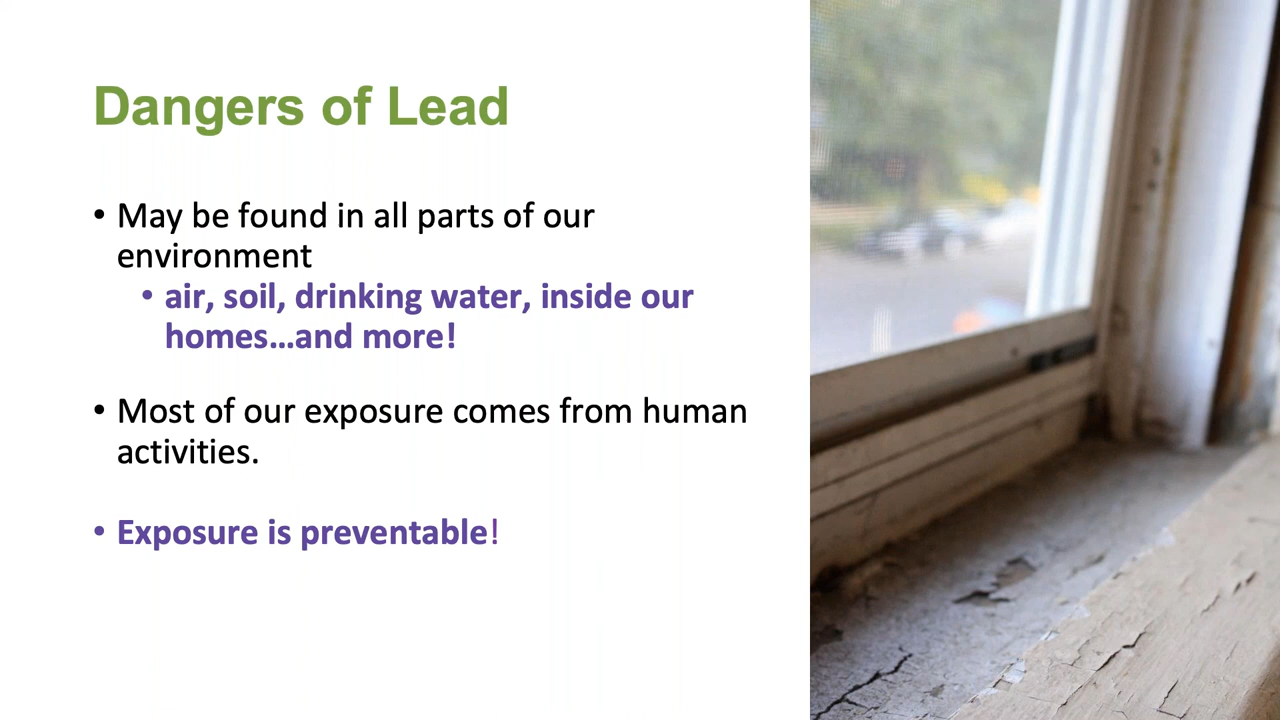 Dangers of Lead
• May be found in all parts of our
environment
• air, soil, drinking water, inside our
homes…and more!
• Most of our exposure comes from human
activities.
• Exposure is preventable!